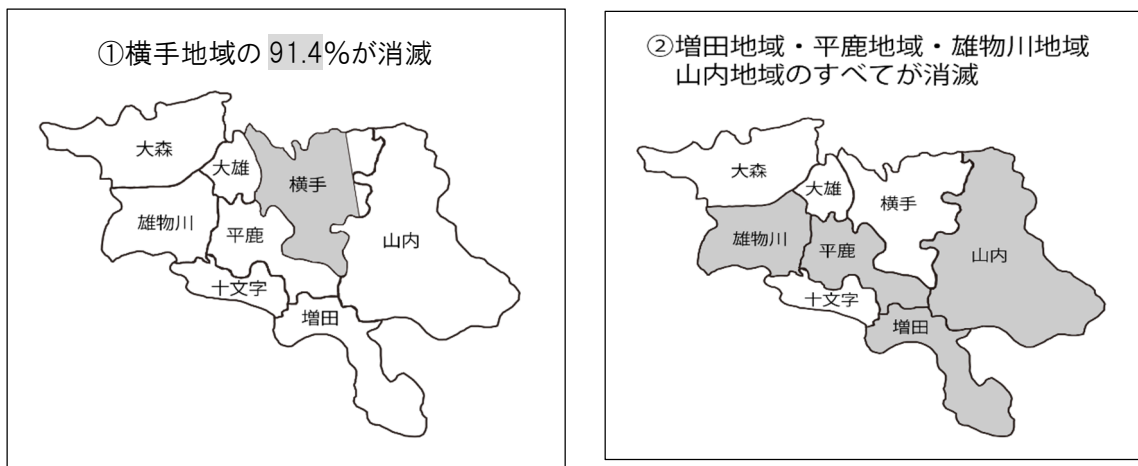 ①横手地域の 91.4%が消滅
大森
大雄
横手
雄物川
平鹿
山内
十文字
増田
②増田地域・平鹿地域・雄物川地域
山内地域のすべてが消滅
大森
大雄
横手
雄物川
平鹿
山内
十文字
増田